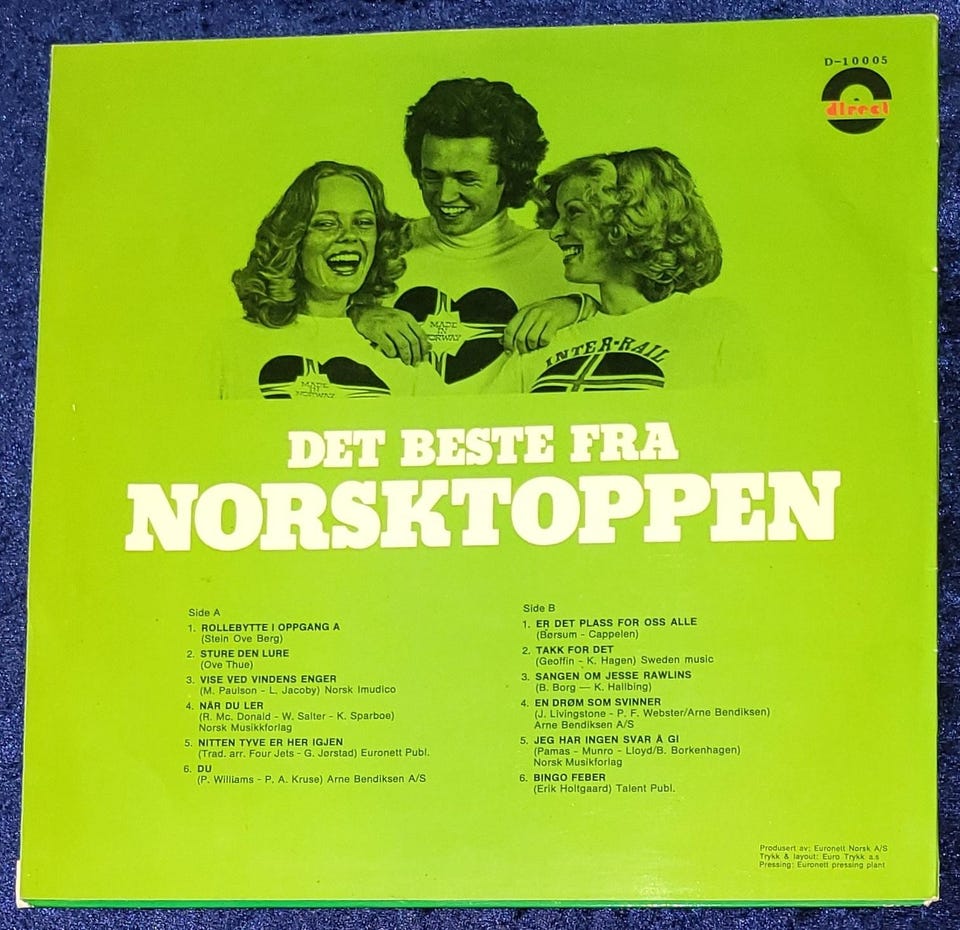 D-10005
direct
MADE
IN
NORWAY
MADE
IN
NORWAY
INTER-RAIL
DET BESTE FRA
NORSKTOPPEN
Side A
1. ROLLEBYTTE I OPPGANG A
(Stein Ove Berg)
2. STURE DEN LURE
(Ove Thue)
3. VISE VED VINDENS ENGER
(M. Paulson - L. Jacoby) Norsk Imudico
4. NÅR DU LER
(R. Mc. Donald - W. Salter - K. Sparboe)
Norsk Musikkforlag
5. NITTEN TYVE ER HER IGJEN
(Trad. arr. Four Jets - G. Jørstad) Euronett Publ.
6. DU
(P. Williams - P. A. Kruse) Arne Bendiksen A/S
Side B
1. ER DET PLASS FOR OSS ALLE
(Børsum - Cappelen)
2. TAKK FOR DET
(Geoffin - K. Hagen) Sweden music
3. SANGEN OM JESSE RAWLINS
(B. Borg — K. Hallbing)
4. EN DRØM SOM SVINNER
(J. Livingstone - P. F. Webster/Arne Bendiksen)
Arne Bendiksen A/S
5. JEG HAR INGEN SVAR Å GI
(Pamas - Munro - Lloyd/B. Borkenhagen)
Norsk Musikforlag
6. BINGO FEBER
(Erik Holtgaard) Talent Publ.
Produsert av: Euronett Norsk A/S
Trykk & layout: Euro Trykk a.s
Pressing: Euronett pressing plant